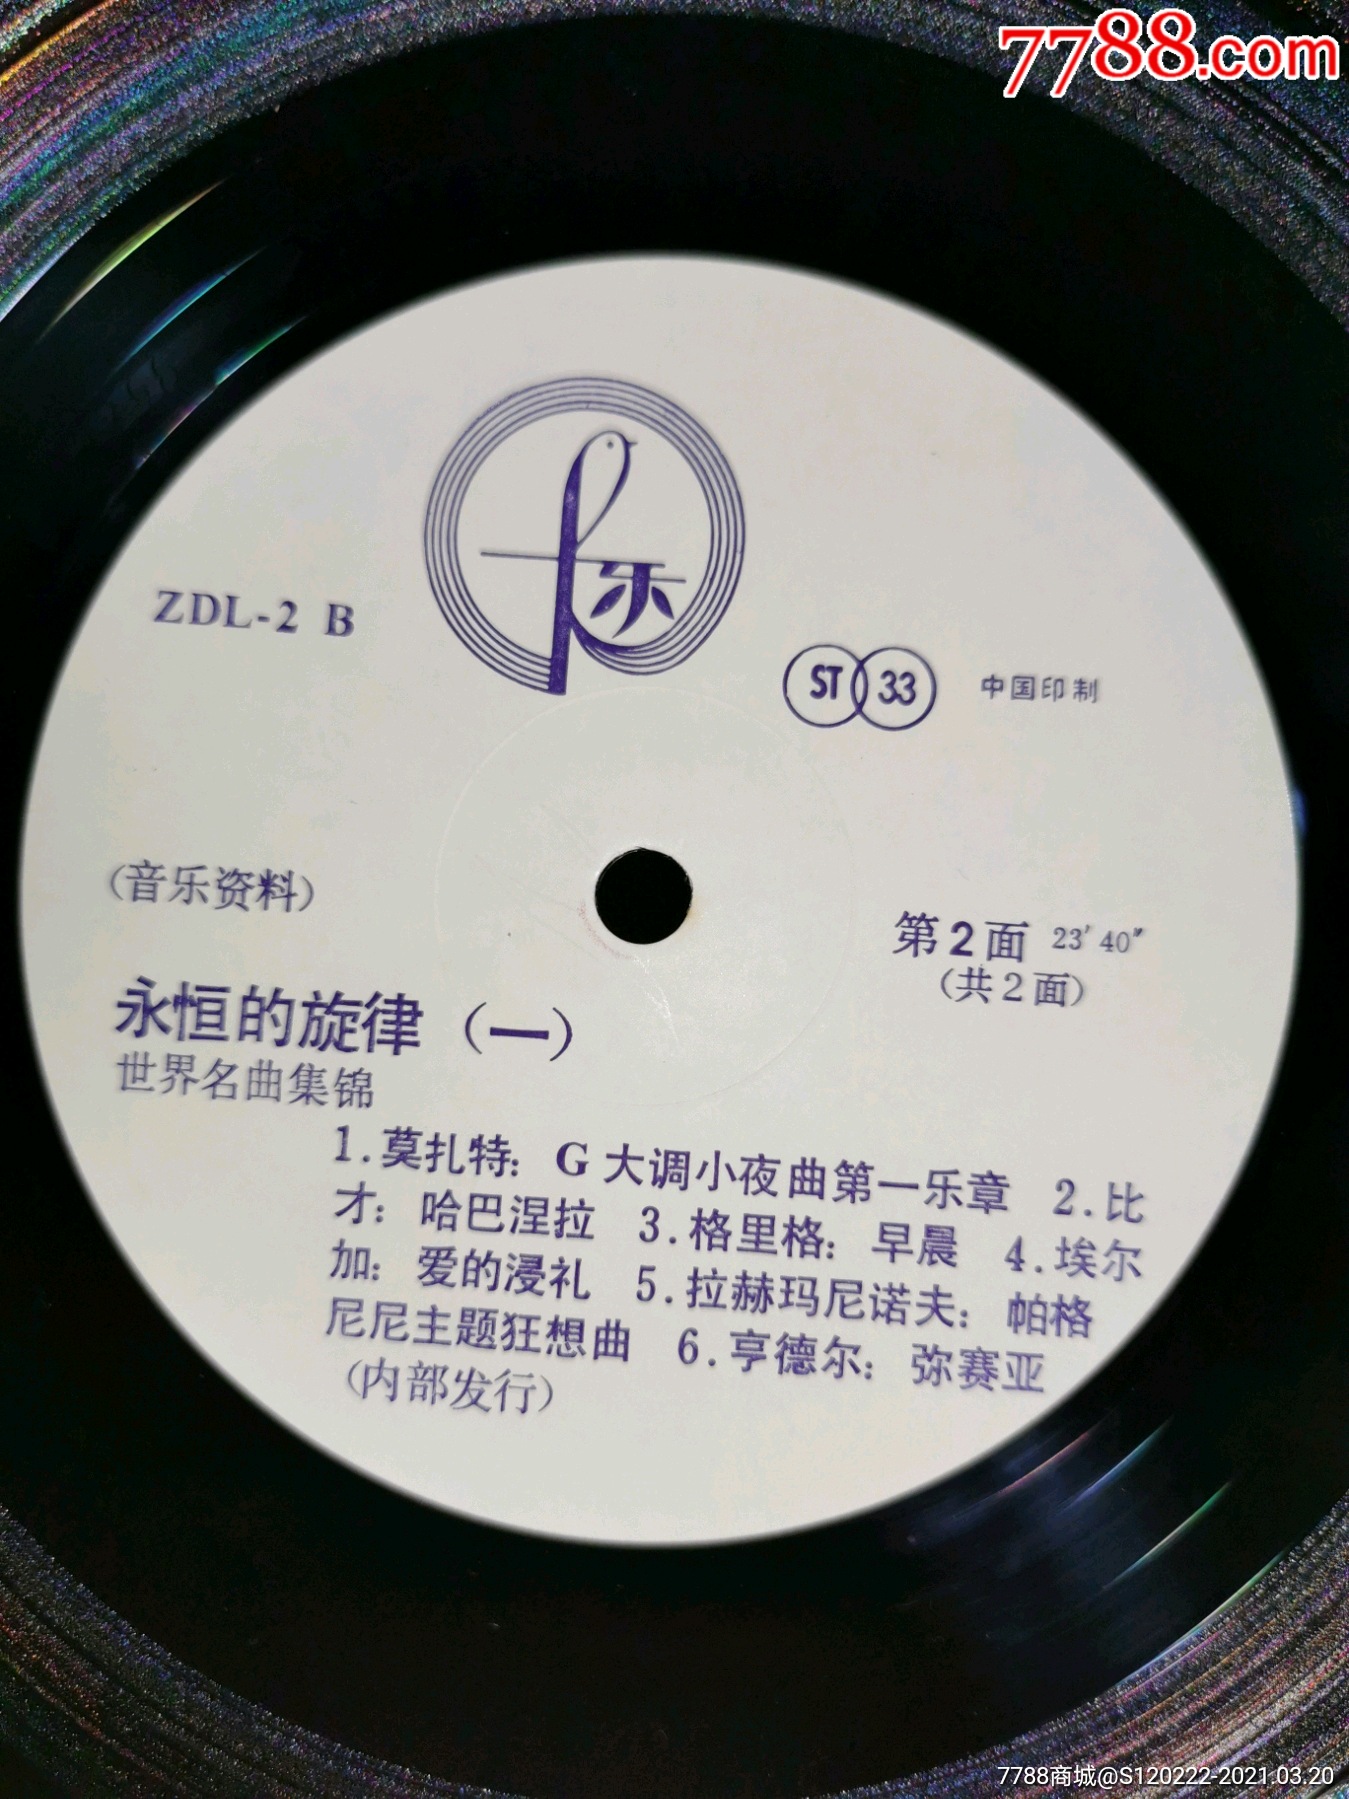 7788.com
乐
ZDL-2 B
ST 33 中国印制
(音乐资料)
第2面 23′40″
(共2面)
永恒的旋律 (一)
世界名曲集锦
1.莫扎特: G大调小夜曲第一乐章 2.比
才: 哈巴涅拉 3.格里格: 早晨 4.埃尔
加: 爱的浸礼 5.拉赫玛尼诺夫: 帕格
尼尼主题狂想曲 6.亨德尔: 弥赛亚
(内部发行)
7788商城@S120222-2021.03.20